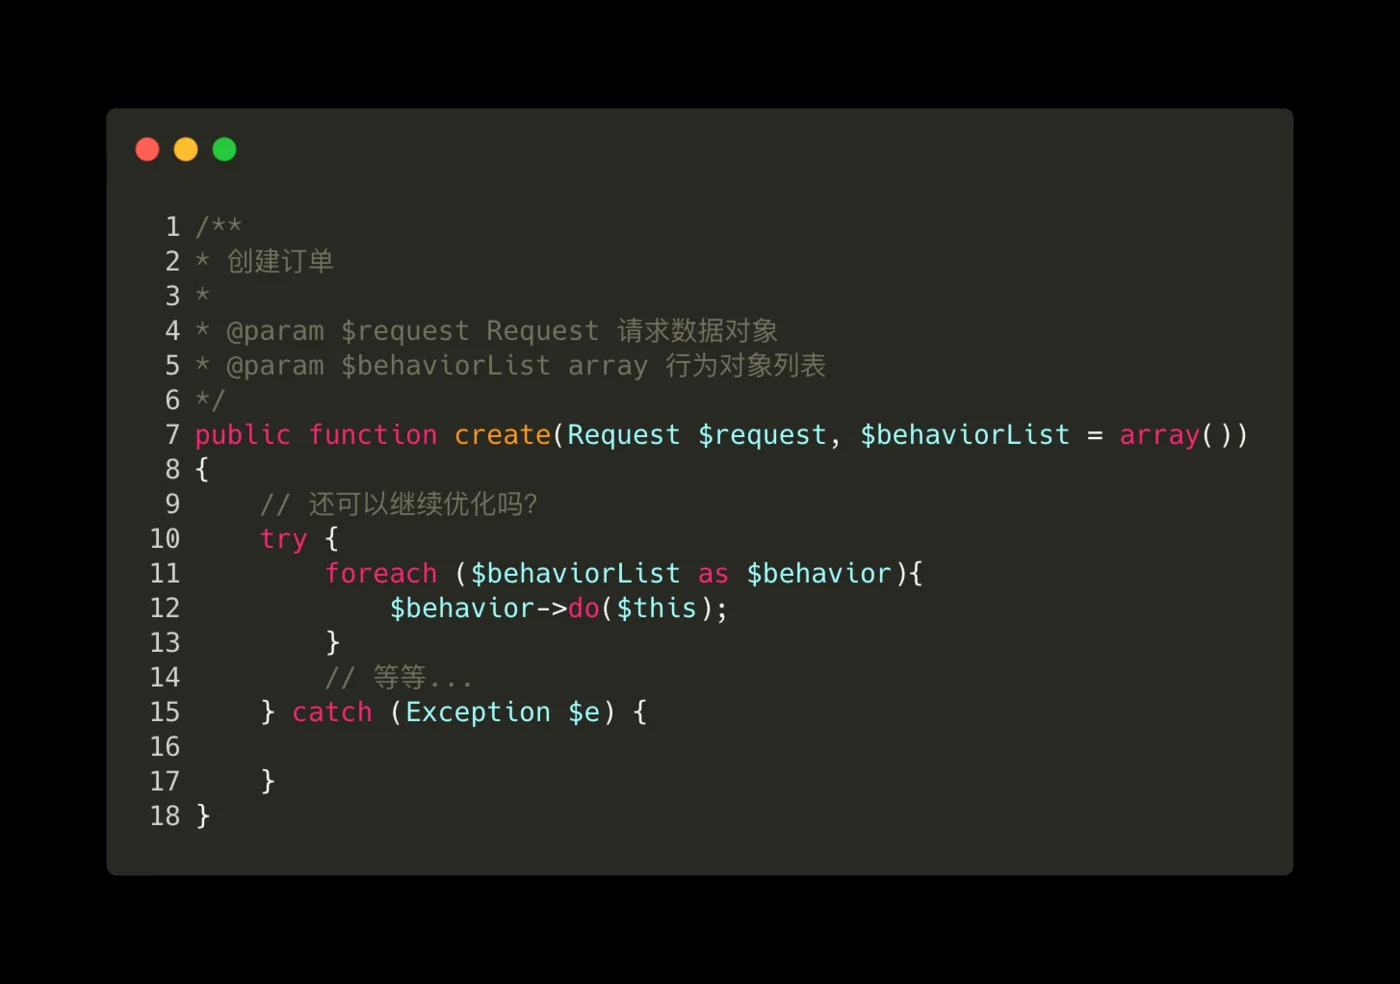 1 /**
2 * 创建订单
3 *
4 * @param $request Request 请求数据对象
5 * @param $behaviorList array 行为对象列表
6 */
7 public function create(Request $request, $behaviorList = array())
8 {
9     // 还可以继续优化吗？
10     try {
11         foreach ($behaviorList as $behavior){
12             $behavior->do($this);
13         }
14         // 等等...
15     } catch (Exception $e) {
16
17     }
18 }